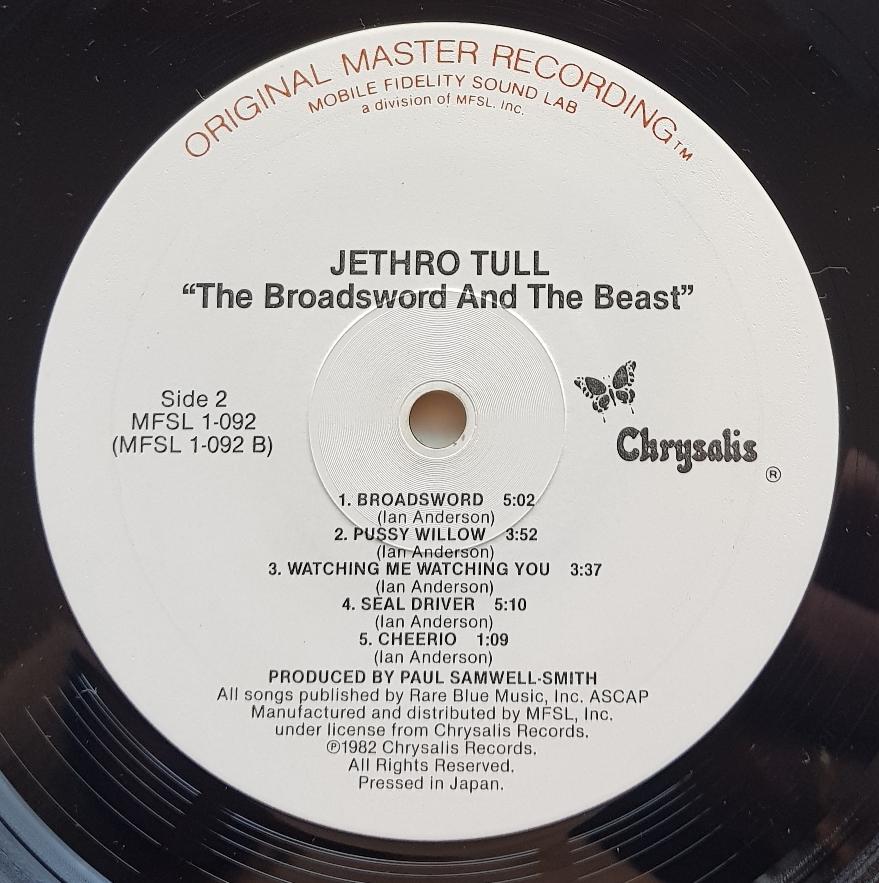 ORIGINAL MASTER RECORDING™
MOBILE FIDELITY SOUND LAB
a division of MFSL, Inc.
JETHRO TULL
“The Broadsword And The Beast”
Side 2
MFSL 1-092
(MFSL 1-092 B)
Chrysalis
®
1. BROADSWORD 5:02
(Ian Anderson)
2. PUSSY WILLOW 3:52
(Ian Anderson)
3. WATCHING ME WATCHING YOU 3:37
(Ian Anderson)
4. SEAL DRIVER 5:10
(Ian Anderson)
5. CHEERIO 1:09
(Ian Anderson)
PRODUCED BY PAUL SAMWELL-SMITH
All songs published by Rare Blue Music, Inc. ASCAP
Manufactured and distributed by MFSL, Inc.
under license from Chrysalis Records.
℗1982 Chrysalis Records.
All Rights Reserved.
Pressed in Japan.